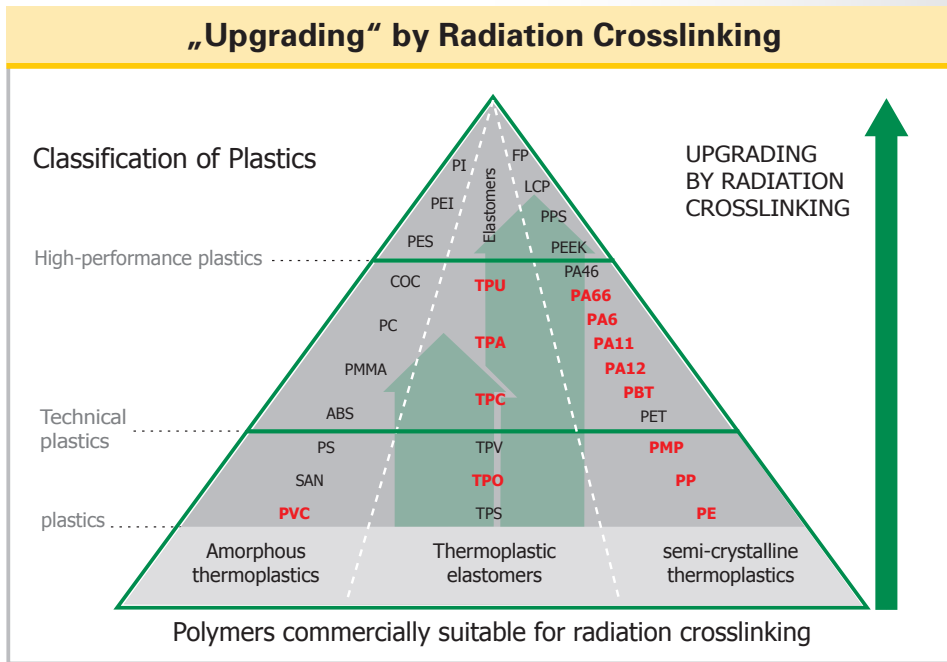 „Upgrading“ by Radiation Crosslinking
Classification of Plastics
UPGRADING
BY RADIATION
CROSSLINKING
High-performance plastics
Technical
plastics
plastics
PI
PEI
PES
Elastomers
FP
LCP
PPS
PEEK
COC
PC
PMMA
ABS
TPU
TPA
TPC
PA46
PA66
PA6
PA11
PA12
PBT
PET
PS
SAN
PVC
TPV
TPO
TPS
PMP
PP
PE
Amorphous
thermoplastics
Thermoplastic
elastomers
semi-crystalline
thermoplastics
Polymers commercially suitable for radiation crosslinking